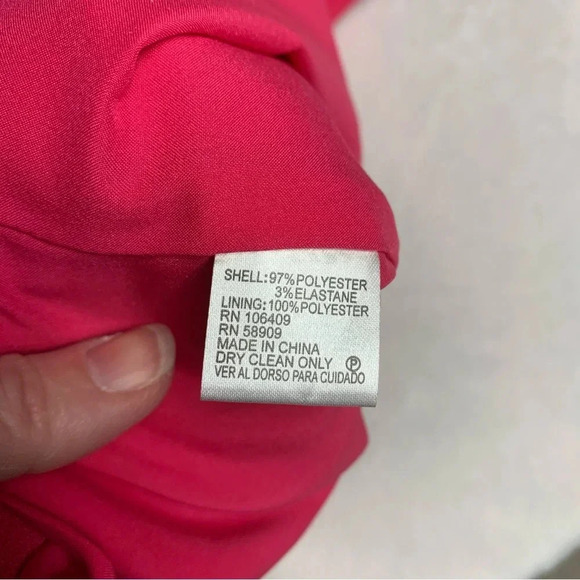 SHELL:97%POLYESTER
3%ELASTANE
LINING:100%POLYESTER
RN 106409
RN 58909
MADE IN CHINA
DRY CLEAN ONLY Ⓟ
VER AL DORSO PARA CUIDADO